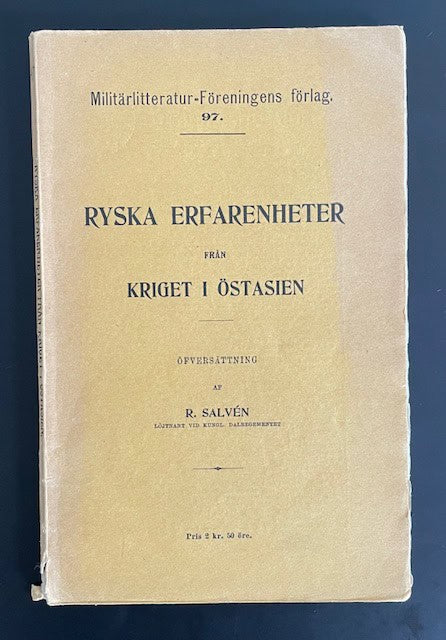 Militärlitteratur-Föreningens förlag.
97.
RYSKA ERFARENHETER
FRÅN
KRIGET I ÖSTASIEN
ÖFVERSÄTTNING
AF
R. SALVÉN
LÖJTNANT VID KUNGL. DALREGEMENTET
Pris 2 kr. 50 öre.